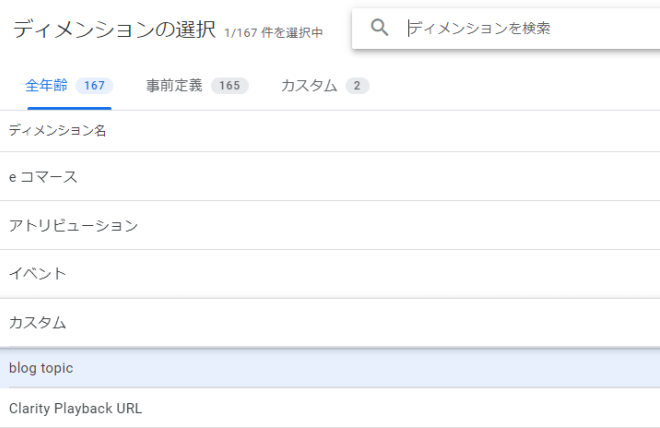 ディメンションの選択 1/167 件を選択中 ディメンションを検索
全年齢 167 事前定義 165 カスタム 2
ディメンション名
e コマース
アトリビューション
イベント
カスタム
blog topic
Clarity Playback URL